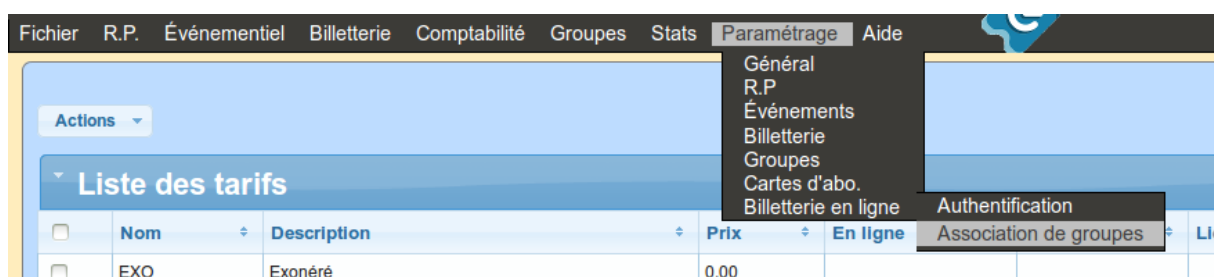 Fichier R.P. Événementiel Billetterie Comptabilité Groupes Stats Paramétrage Aide
Général
R.P
Événements
Billetterie
Groupes
Cartes d'abo.
Billetterie en ligne
Authentification
Association de groupes
Actions
Liste des tarifs
Nom Description Prix En ligne
EXO Exonéré 0.00